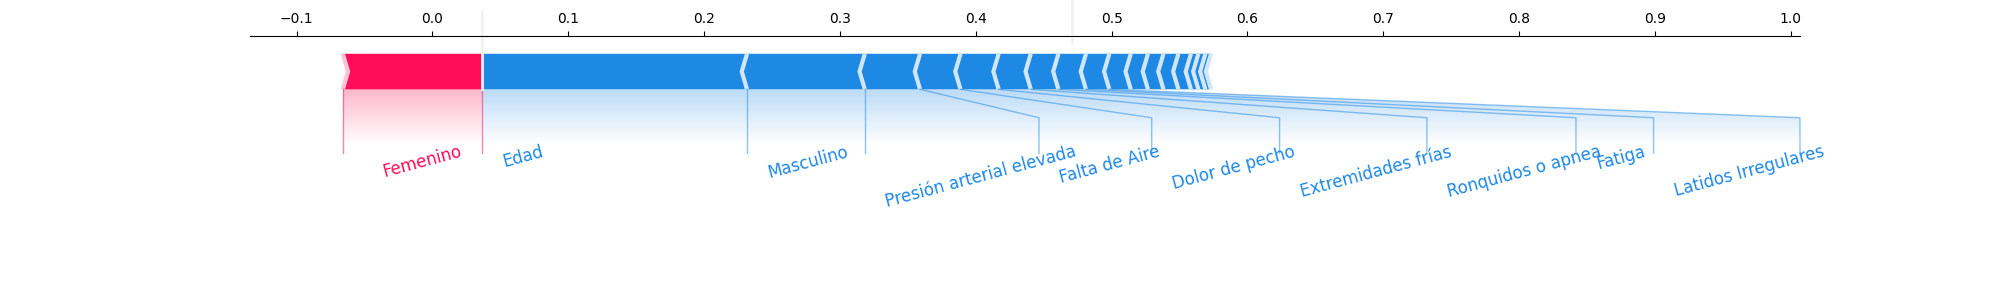 −0.1 0.0 0.1 0.2 0.3 0.4 0.5 0.6 0.7 0.8 0.9 1.0
Femenino
Edad
Masculino
Presión arterial elevada
Falta de Aire
Dolor de pecho
Extremidades frías
Ronquidos o apnea
Fatiga
Latidos Irregulares